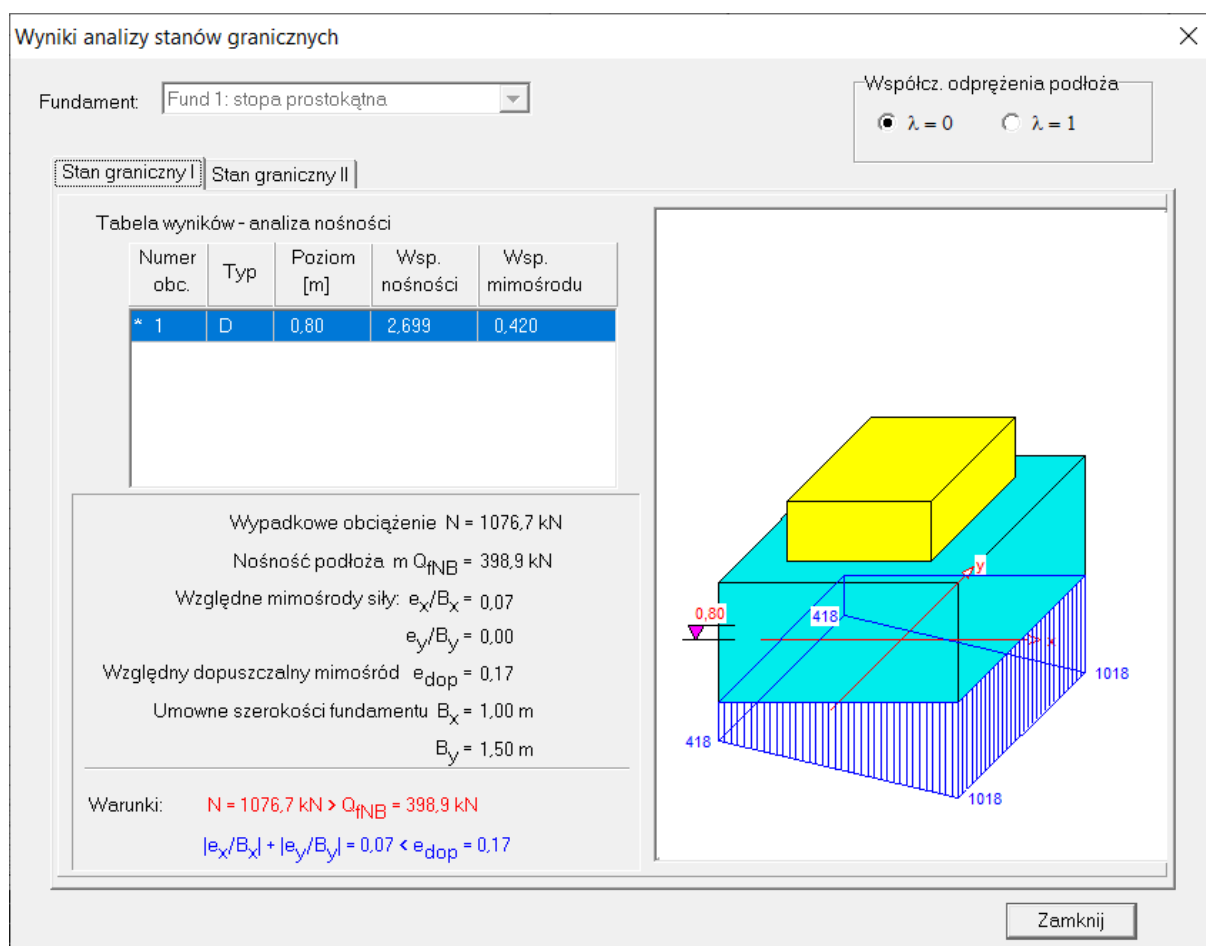 Wyniki analizy stanów granicznych
Fundament: Fund 1: stopa prostokątna
Współcz. odprężenia podłoża
λ = 0 λ = 1
Stan graniczny I Stan graniczny II
Tabela wyników - analiza nośności
Numer obc. Typ Poziom [m] Wsp. nośności Wsp. mimośrodu
* 1 D 0,80 2,699 0,420
Wypadkowe obciążenie N = 1076,7 kN
Nośność podłoża m QfNB = 398,9 kN
Względne mimośrody siły: ex/Bx = 0,07
ey/By = 0,00
Względny dopuszczalny mimośród edop = 0,17
Umowne szerokości fundamentu Bx = 1,00 m
By = 1,50 m
Warunki: N = 1076,7 kN > QfNB = 398,9 kN
|ex/Bx| + |ey/By| = 0,07 < edop = 0,17
y
0,80
418
x
1018
418
1018
Zamknij